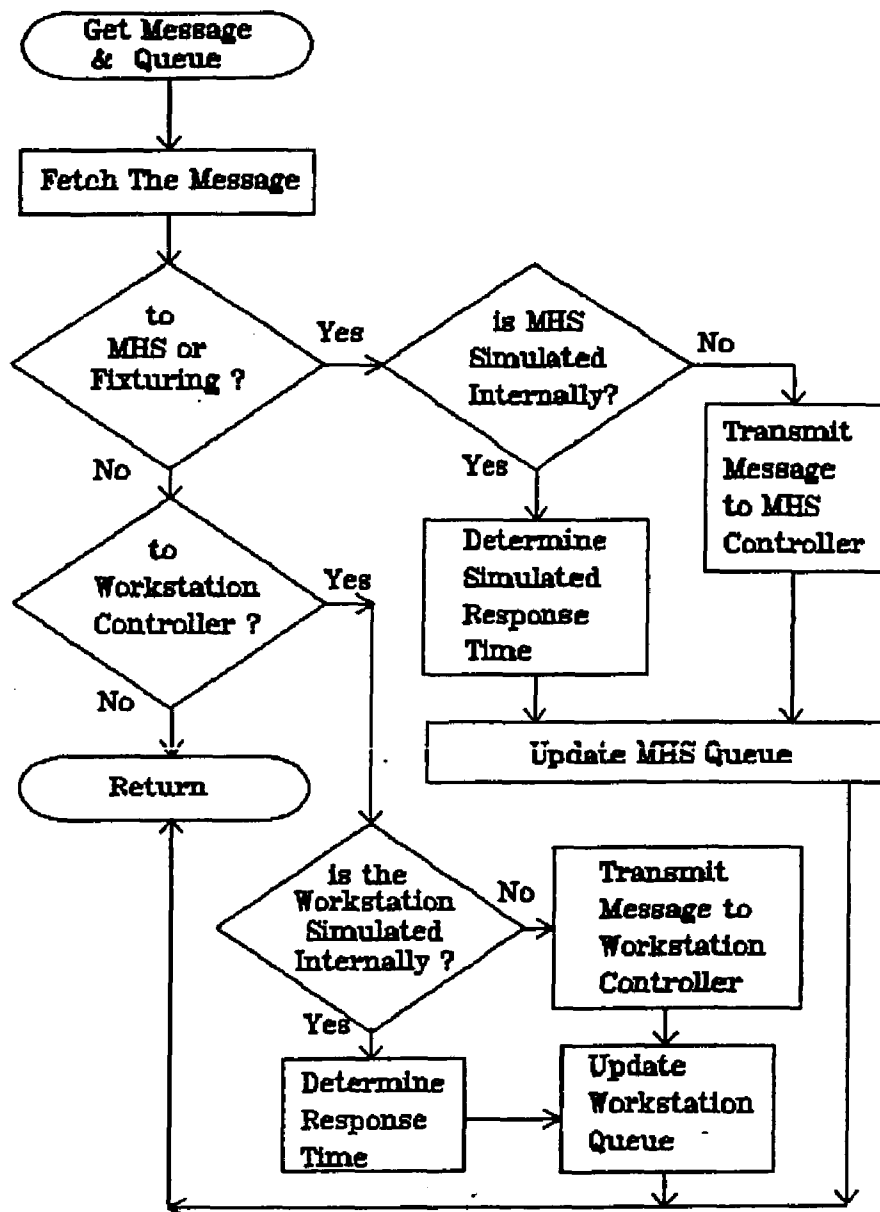 Get Message
& Queue
Fetch The Message
to
MHS or
Fixturing ?
Yes
No
is MHS
Simulated
Internally?
No
Yes
Transmit
Message
to MHS
Controller
Determine
Simulated
Response
Time
to
Workstation
Controller ?
Yes
No
Update MHS Queue
Return
is the
Workstation
Simulated
Internally ?
No
Yes
Transmit
Message to
Workstation
Controller
Determine
Response
Time
Update
Workstation
Queue